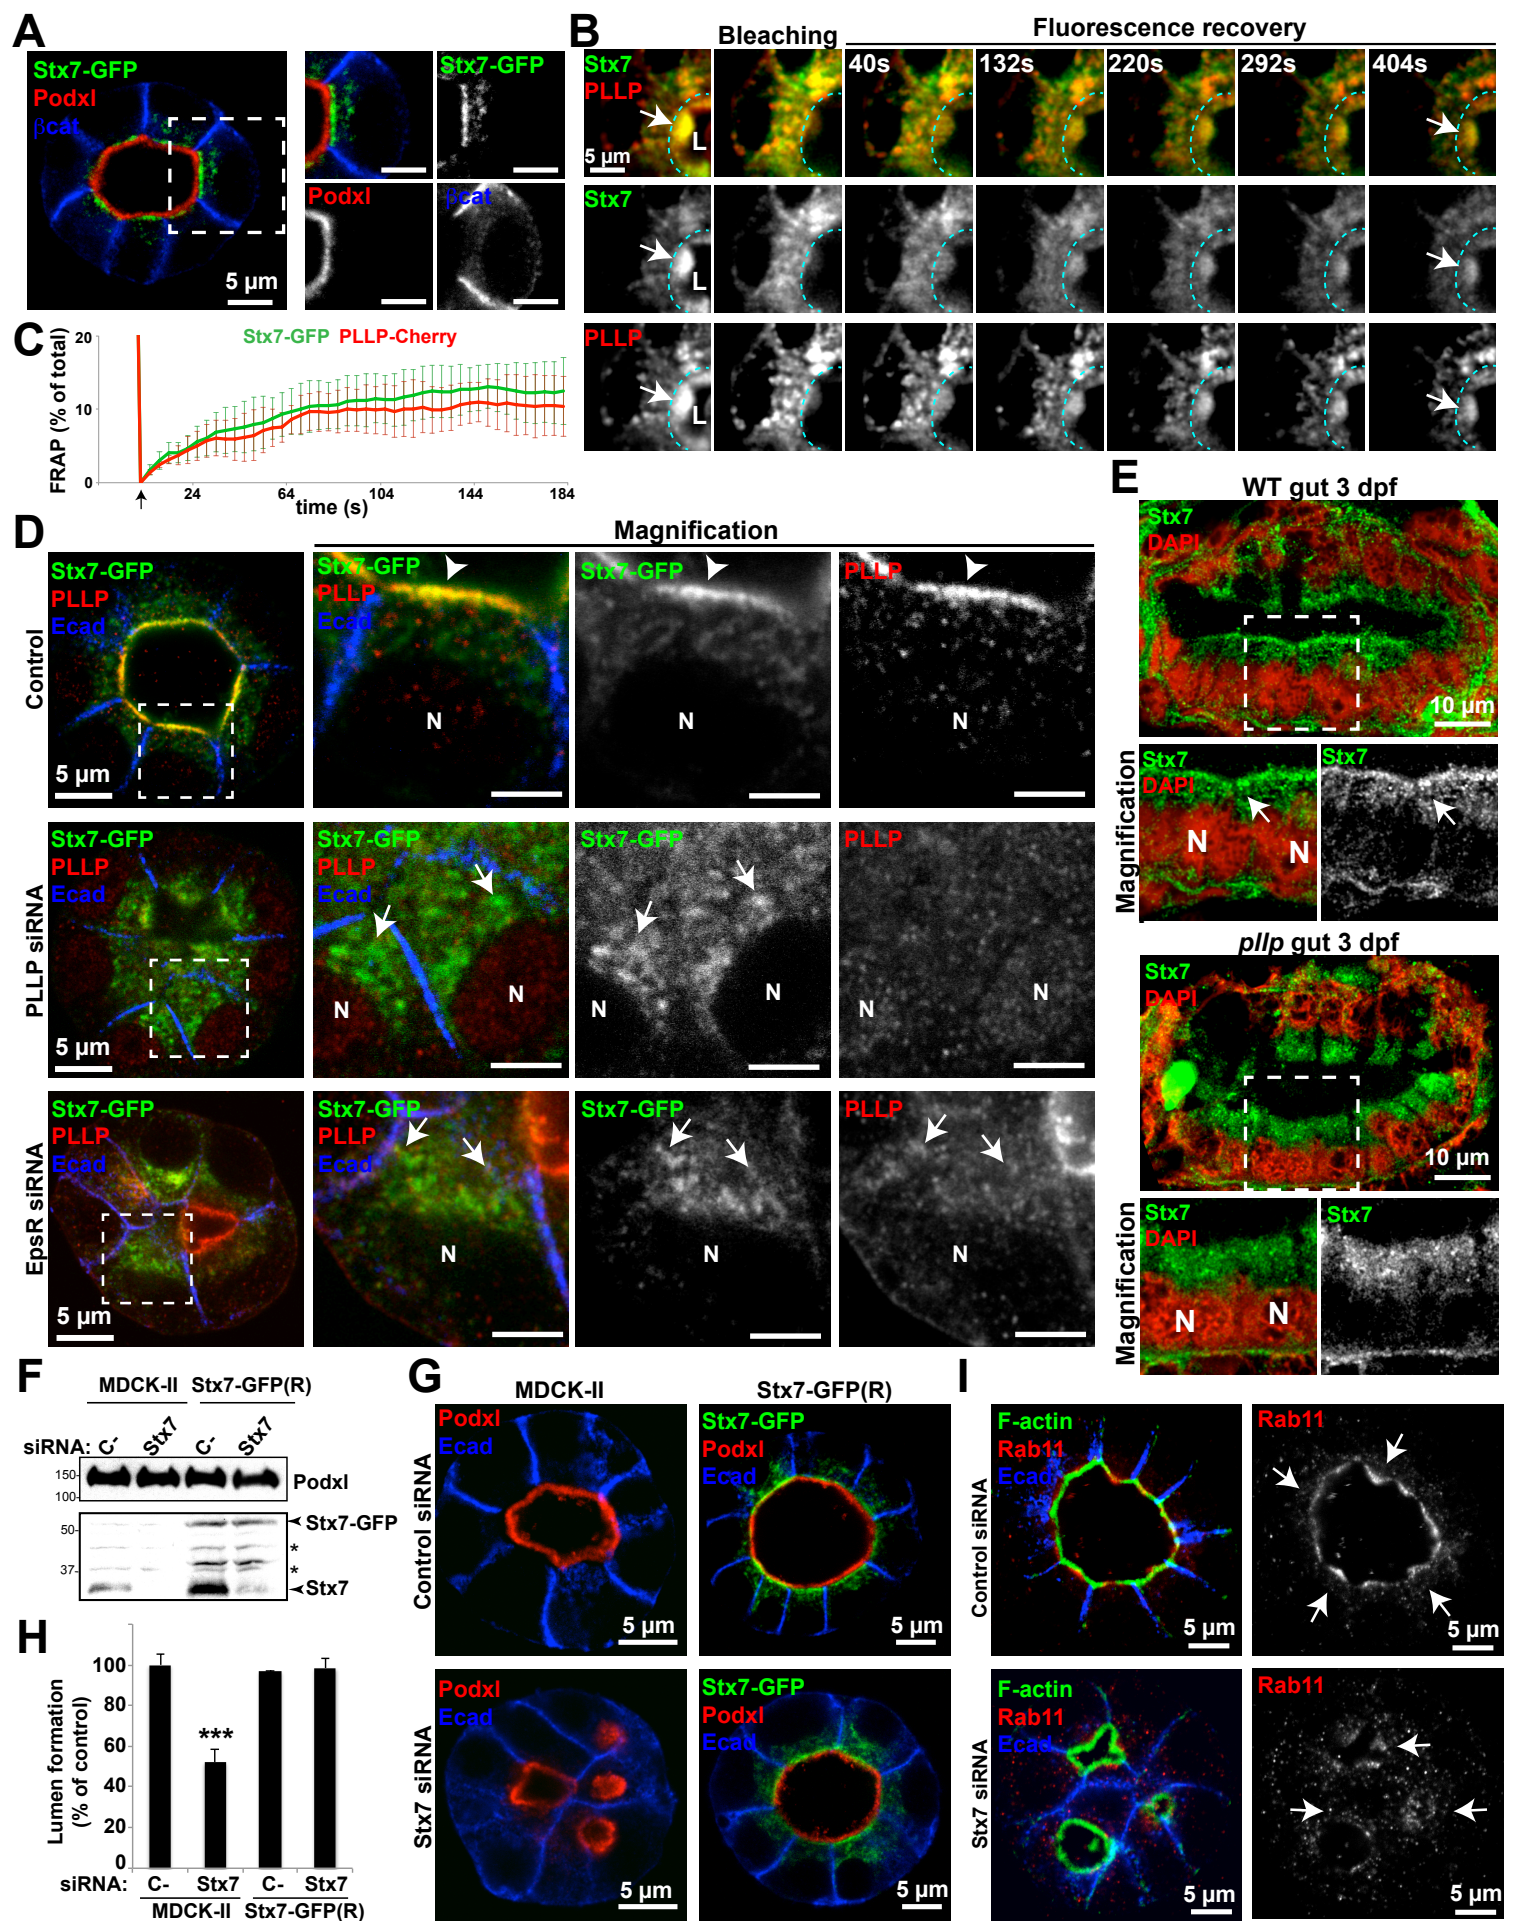 A
Stx7-GFP
Podxl
βcat
5 µm
Stx7-GFP
Podxl
βcat
B
Bleaching
Fluorescence recovery
Stx7
PLLP
5 µm
L
40s
132s
220s
292s
404s
Stx7
L
PLLP
L
C
Stx7-GFP PLLP-Cherry
FRAP (% of total)
20
10
0
24 64 104 144 184
time (s)
D
Magnification
Control
Stx7-GFP
PLLP
Ecad
5 µm
Stx7-GFP
PLLP
Ecad
N
Stx7-GFP
N
PLLP
N
PLLP siRNA
Stx7-GFP
PLLP
Ecad
5 µm
Stx7-GFP
PLLP
Ecad
N
N
Stx7-GFP
N
N
PLLP
N
N
EpsR siRNA
Stx7-GFP
PLLP
Ecad
5 µm
Stx7-GFP
PLLP
Ecad
N
Stx7-GFP
N
PLLP
N
E
WT gut 3 dpf
Stx7
DAPI
10 µm
Magnification
Stx7
DAPI
N
N
Stx7
pllp gut 3 dpf
Stx7
DAPI
10 µm
Magnification
Stx7
DAPI
N
N
Stx7
F
MDCK-II Stx7-GFP(R)
siRNA: C- Stx7 C- Stx7
150
100
Podxl
50
37
Stx7-GFP
*
*
Stx7
G
MDCK-II
Stx7-GFP(R)
Control siRNA
Podxl
Ecad
5 µm
Stx7-GFP
Podxl
Ecad
5 µm
Stx7 siRNA
Podxl
Ecad
5 µm
Stx7-GFP
Podxl
Ecad
5 µm
H
Lumen formation
(% of control)
100
80
60
40
20
0
***
siRNA: C- Stx7 C- Stx7
MDCK-II Stx7-GFP(R)
I
Control siRNA
F-actin
Rab11
Ecad
5 µm
Rab11
5 µm
Stx7 siRNA
F-actin
Rab11
Ecad
5 µm
Rab11
5 µm